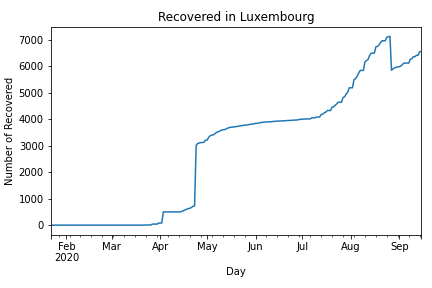 Recovered in Luxembourg
Number of Recovered
7000
6000
5000
4000
3000
2000
1000
0
Feb Mar Apr May Jun Jul Aug Sep
2020
Day